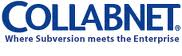 COLLABNET®
Where Subversion meets the Enterprise